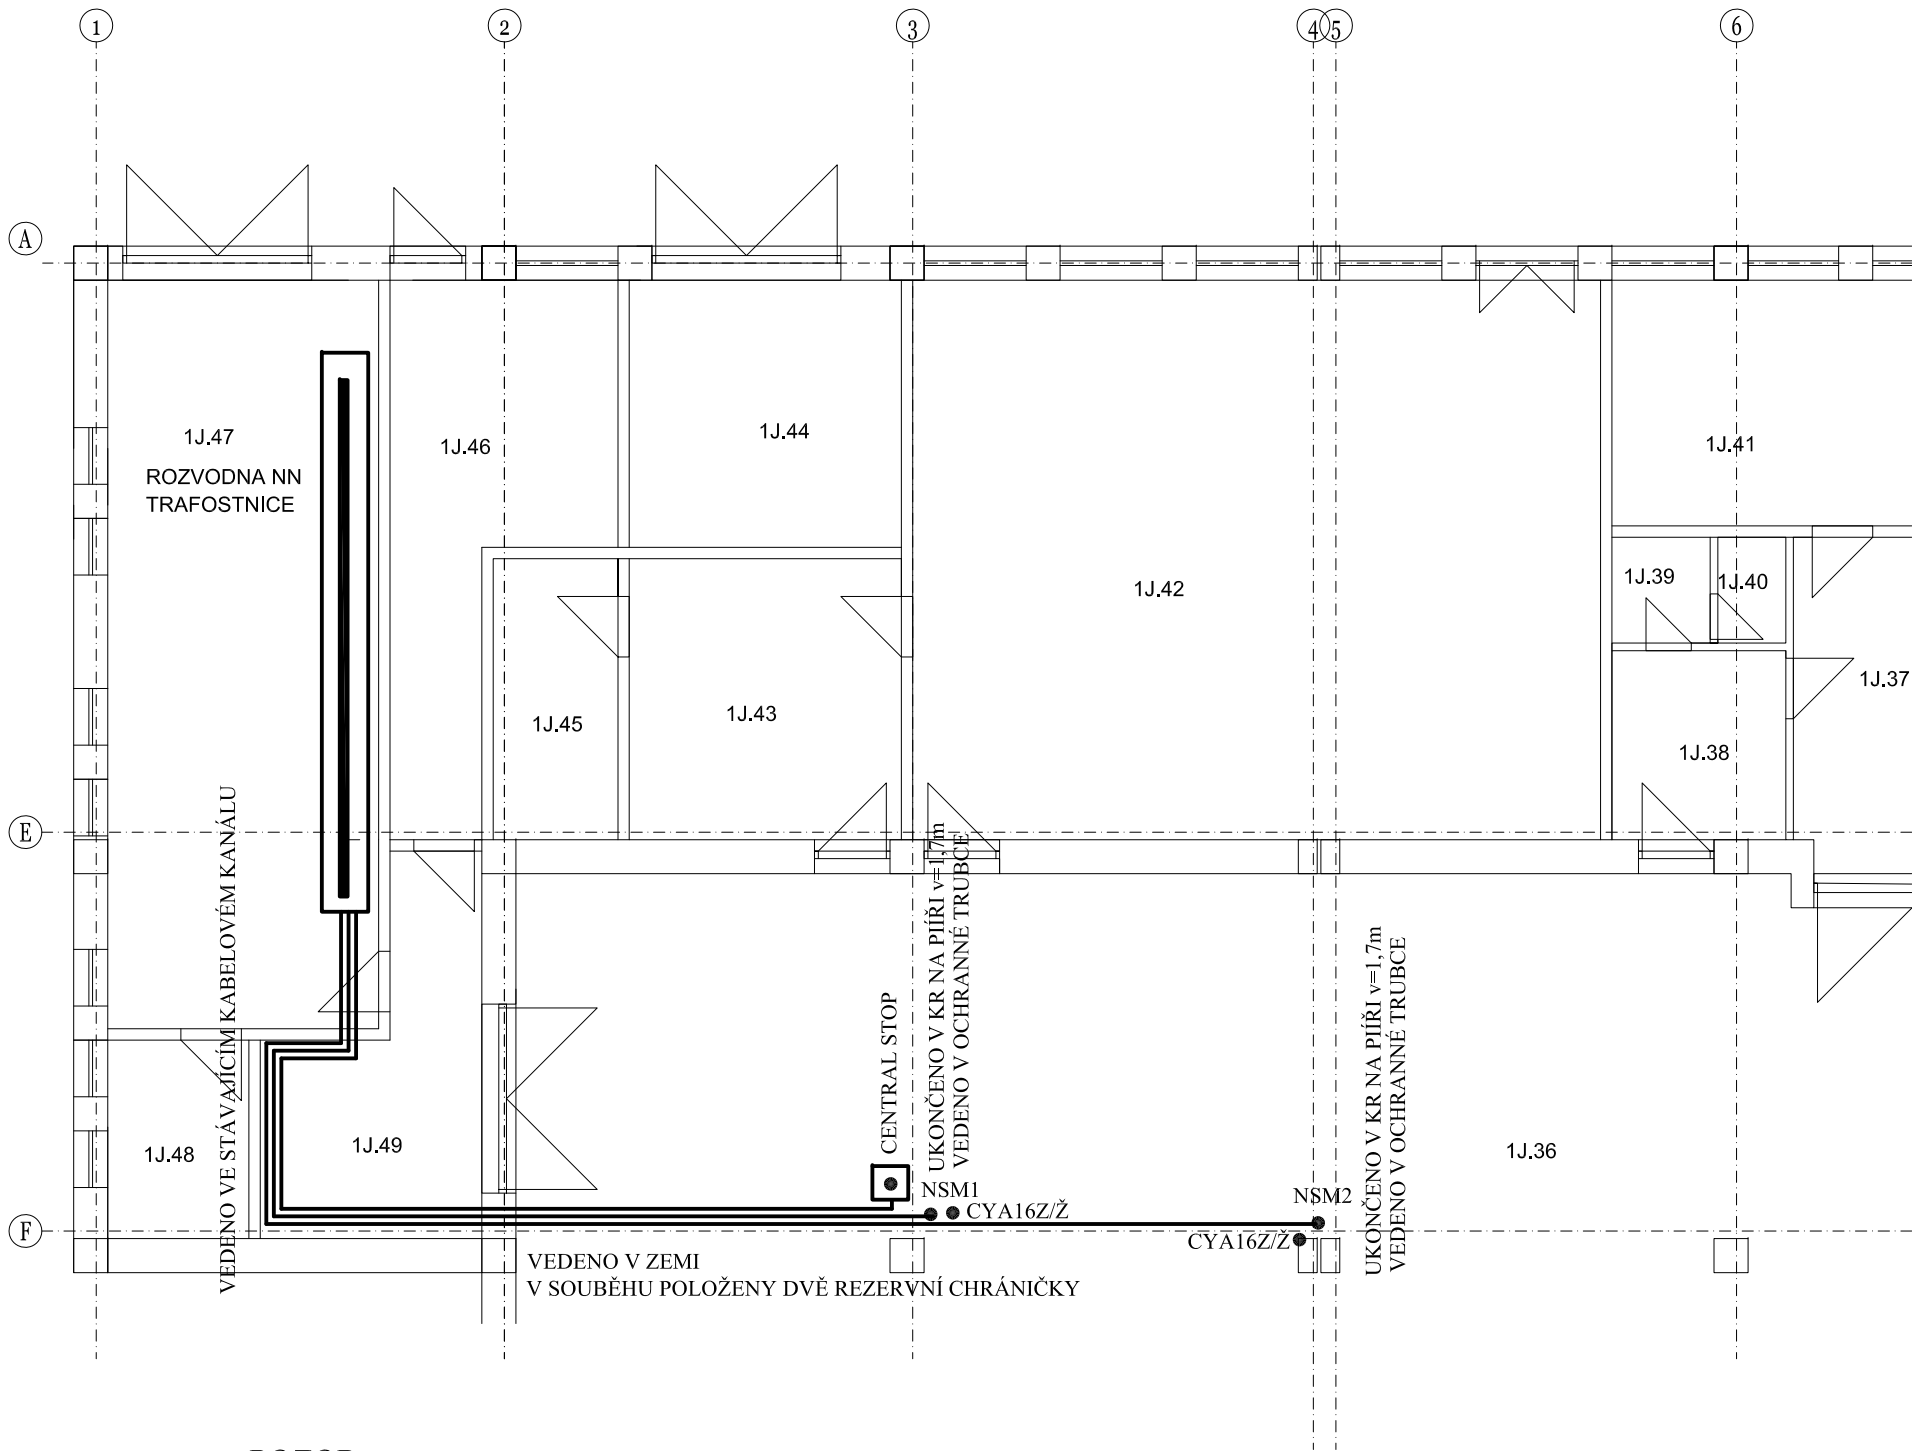 1
2
3
4
5
6
A
1J.47
ROZVODNA NN
TRAFOSTNICE
1J.46
1J.44
1J.41
1J.42
1J.39
1J.40
1J.37
1J.45
1J.43
1J.38
E
VEDENO VE STÁVAJÍCÍM KABELOVÉM KANÁLU
CENTRAL STOP
UKONČENO V KR NA PIÍŘI v=1,7m
VEDENO V OCHRANNÉ TRUBCE
UKONČENO V KR NA PIÍŘI v=1,7m
VEDENO V OCHRANNÉ TRUBCE
1J.48
1J.49
1J.36
NSM1
CYA16Z/Ž
NSM2
CYA16Z/Ž
F
VEDENO V ZEMI
V SOUBĚHU POLOŽENY DVĚ REZERVNÍ CHRÁNIČKY